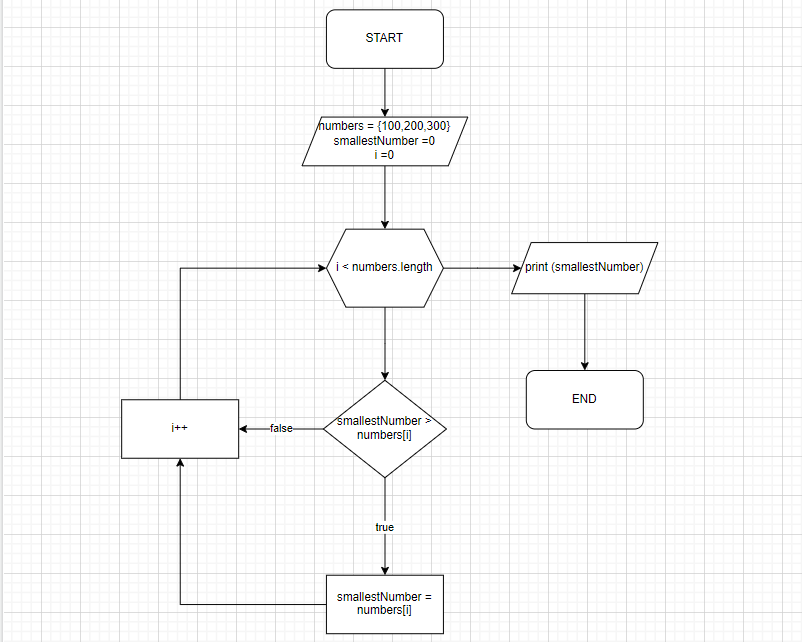 START
numbers = {100,200,300}
smallestNumber =0
i =0
i < numbers.length
print (smallestNumber)
END
smallestNumber >
numbers[i]
false
i++
true
smallestNumber =
numbers[i]